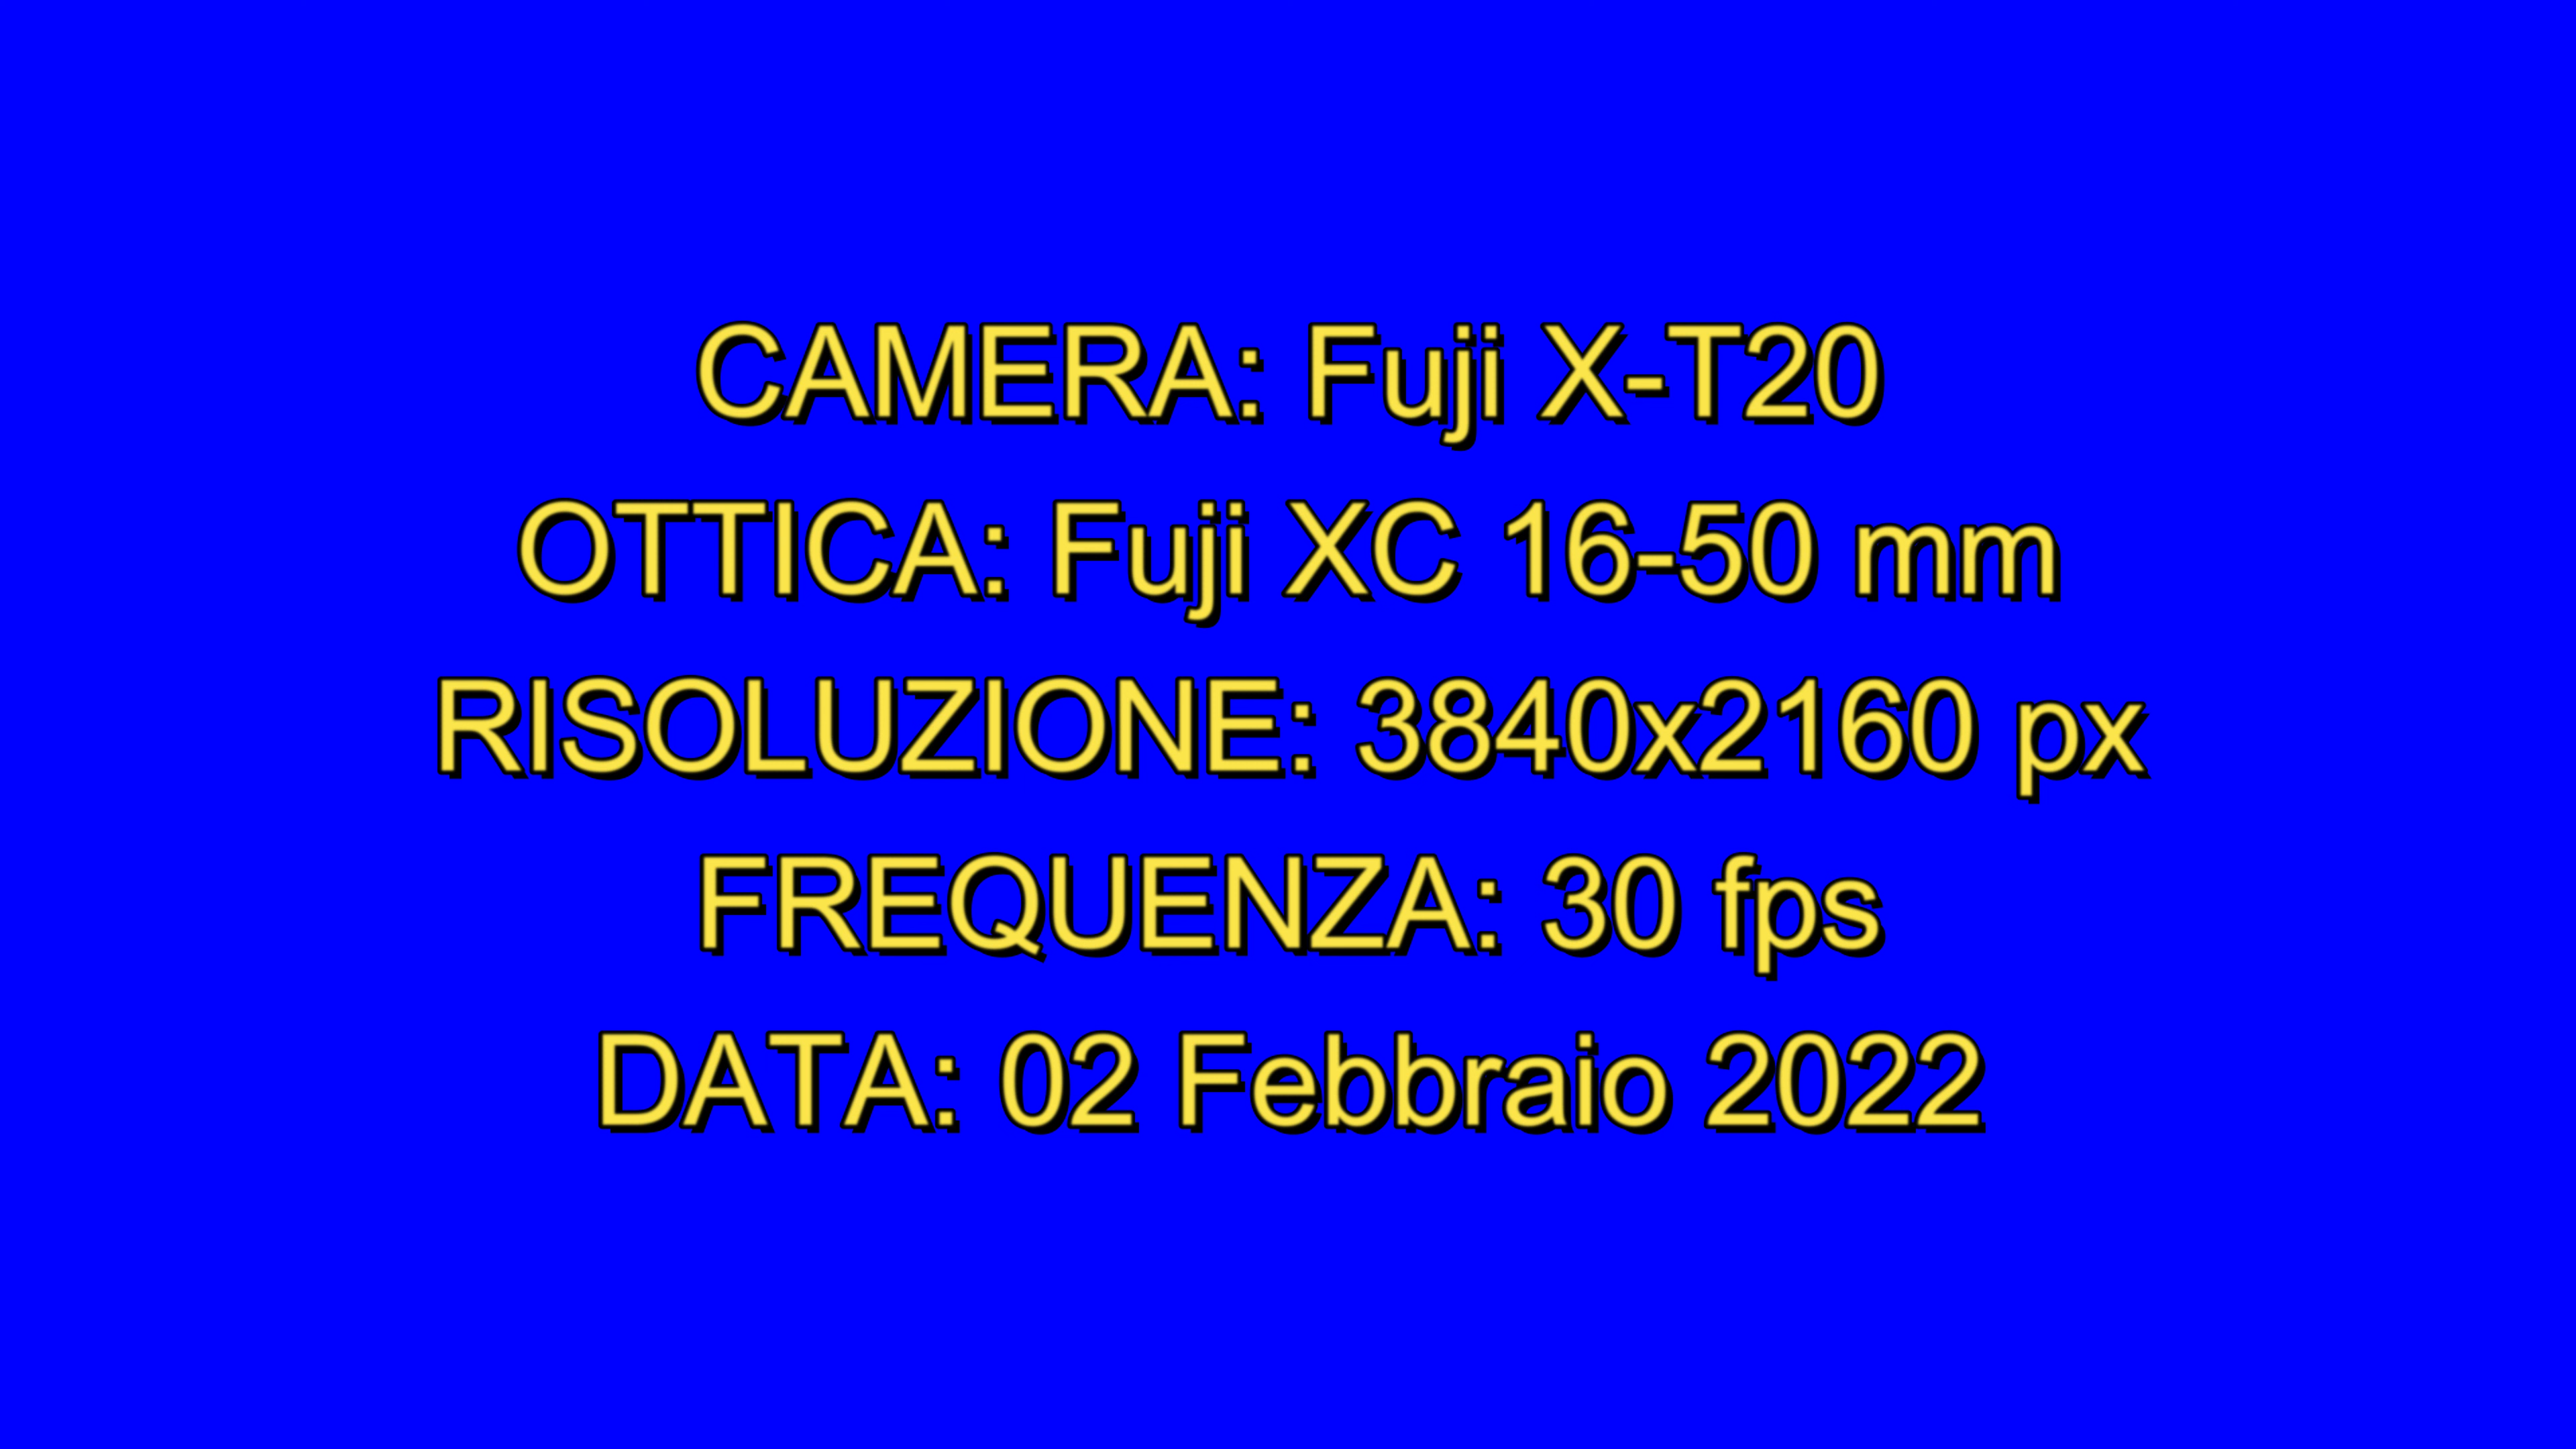 CAMERA: Fuji X-T20
OTTICA: Fuji XC 16-50 mm
RISOLUZIONE: 3840x2160 px
FREQUENZA: 30 fps
DATA: 02 Febbraio 2022